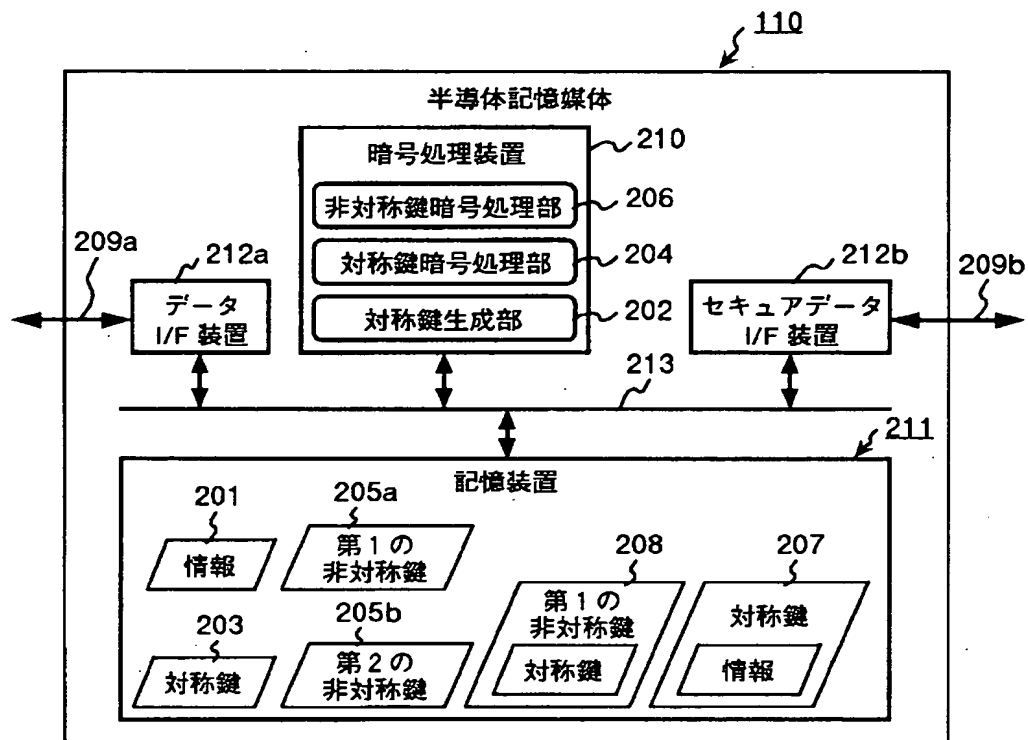 110
半導体記憶媒体
暗号処理装置
210
非対称鍵暗号処理部
206
対称鍵暗号処理部
204
対称鍵生成部
202
209a
212a
データ
I/F 装置
212b
209b
セキュアデータ
I/F 装置
213
211
記憶装置
201
情報
205a
第1の
非対称鍵
203
対称鍵
205b
第2の
非対称鍵
208
第1の
非対称鍵
対称鍵
207
対称鍵
情報